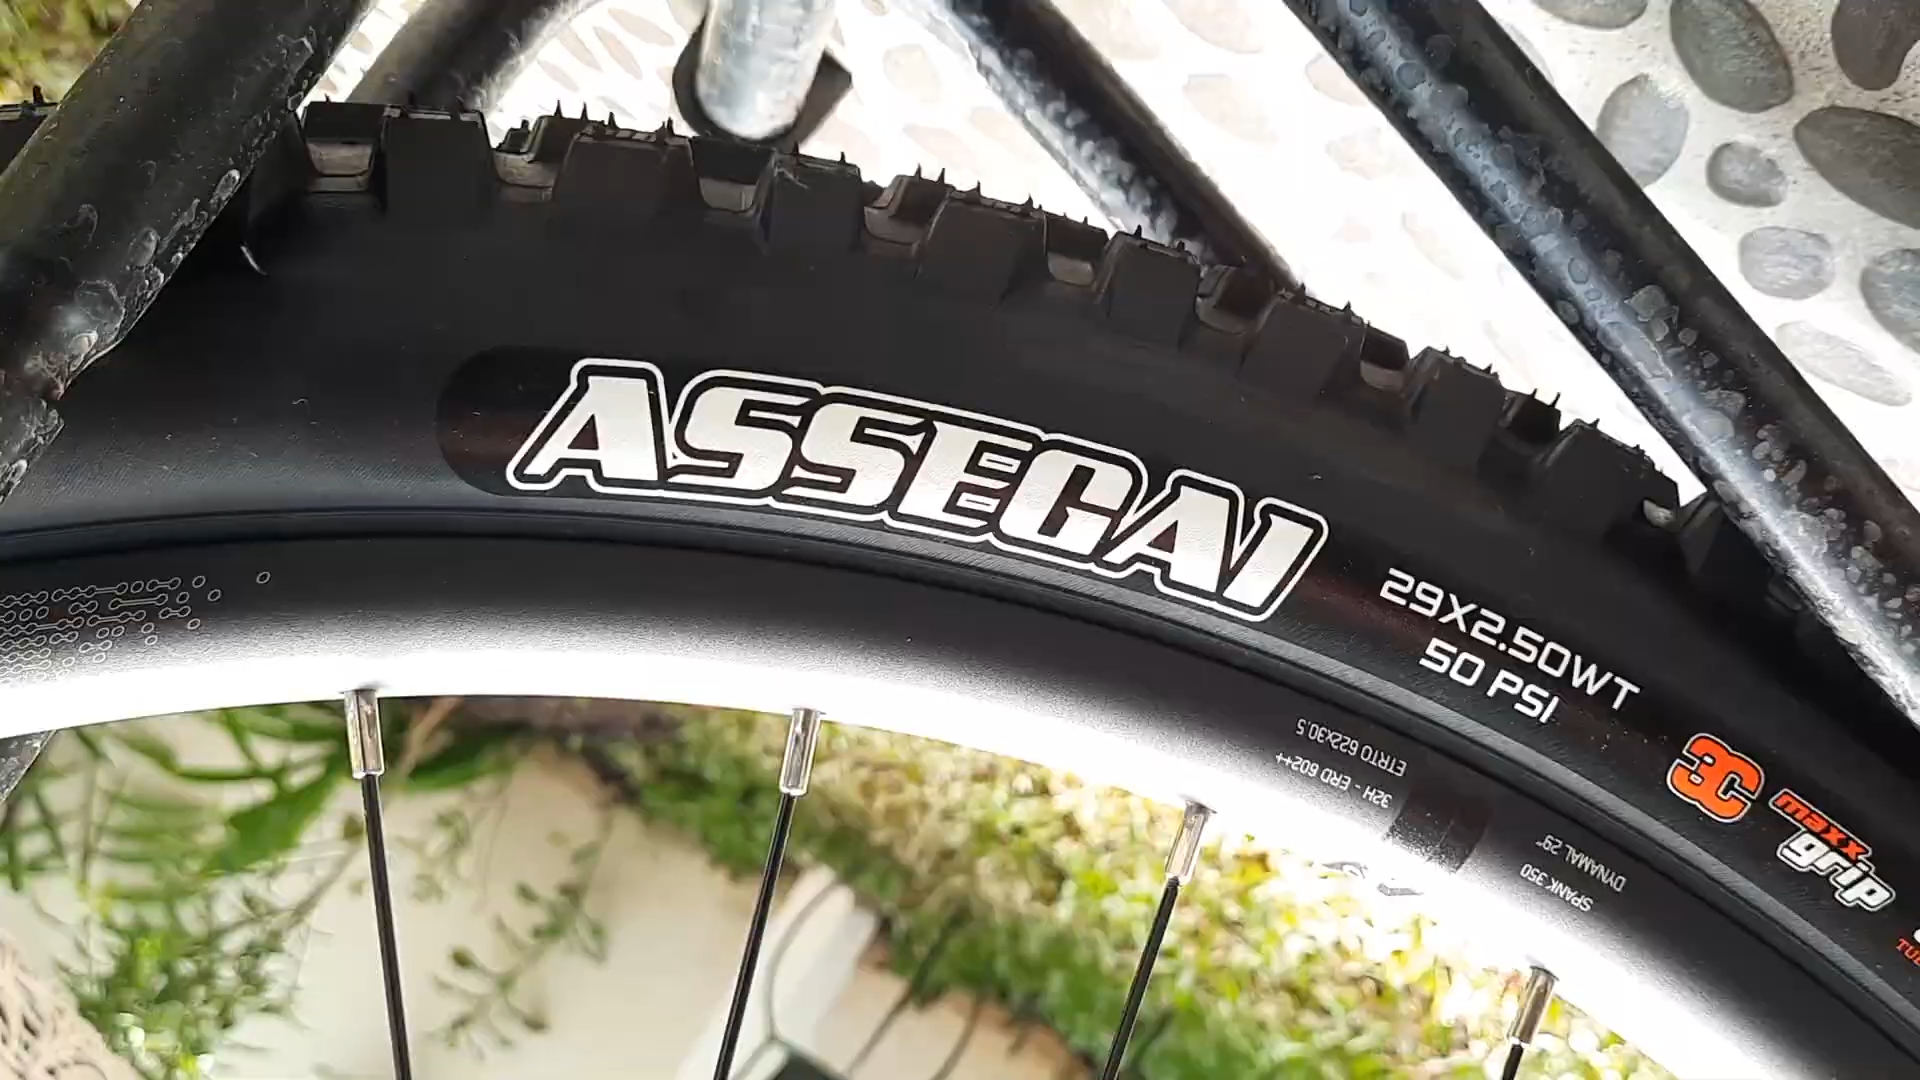 ASSEGAI
29X2.50WT
50 PSI
3C
maxx
grip
ETRTO 622x30.5
32H - ERD 602++
DYNAMAL 29"
SPANK 350